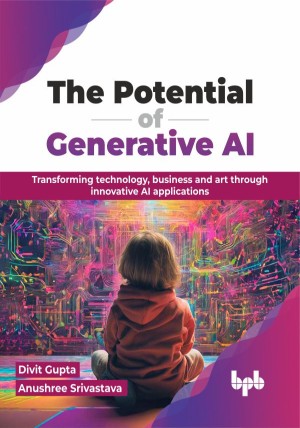 The Potential
of
Generative AI
Transforming technology, business and art through
innovative AI applications
Divit Gupta
Anushree Srivastava
bpb